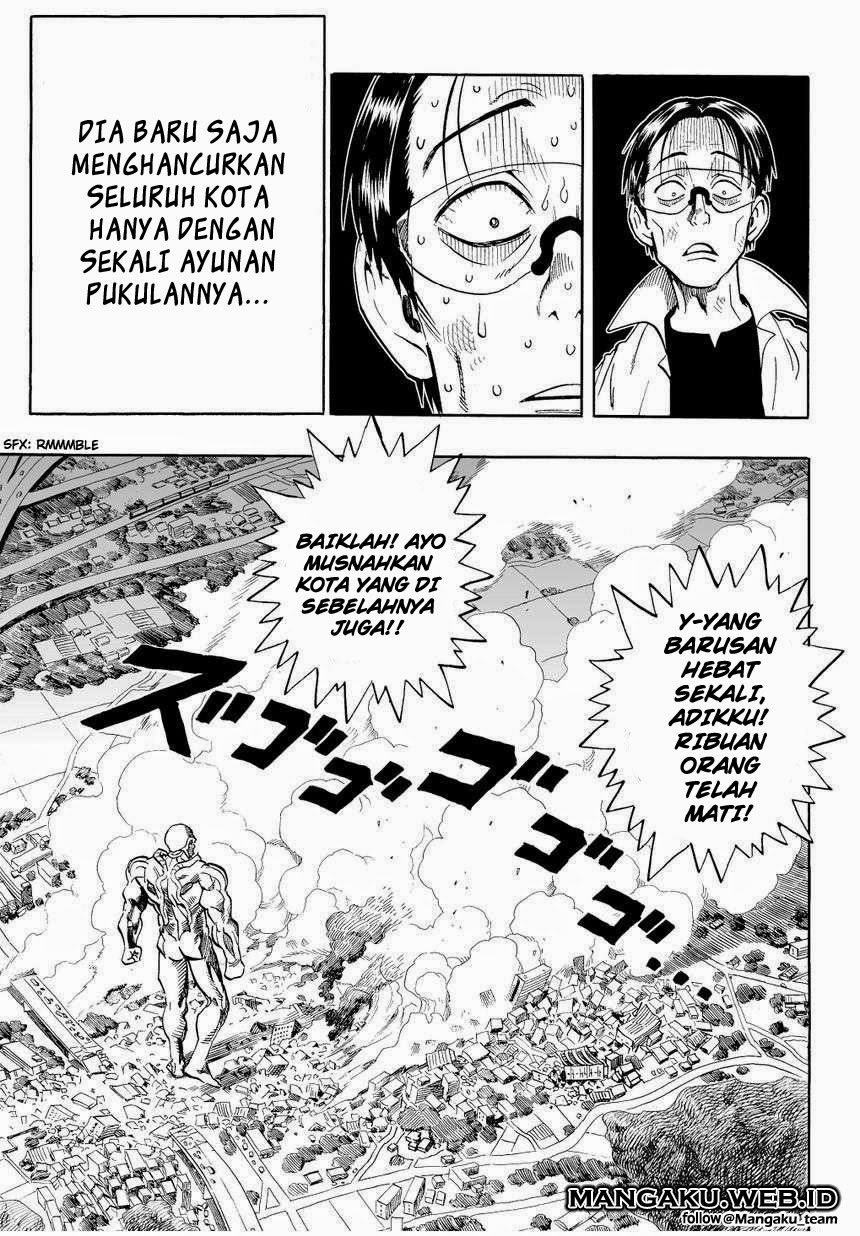 DIA BARU SAJA
MENGHANCURKAN
SELURUH KOTA
HANYA DENGAN
SEKALI AYUNAN
PUKULANNYA...
SFX: RMMMBLE
Y-YANG
BARUSAN
HEBAT
SEKALI,
ADIKKU!
RIBUAN
ORANG
TELAH
MATI!
BAIKLAH! AYO
MUSNAHKAN
KOTA YANG DI
SEBELAHNYA
JUGA!!
ズゴゴゴゴゴゴ...
MANGAKU.WEB.ID
follow@Mangaku_team